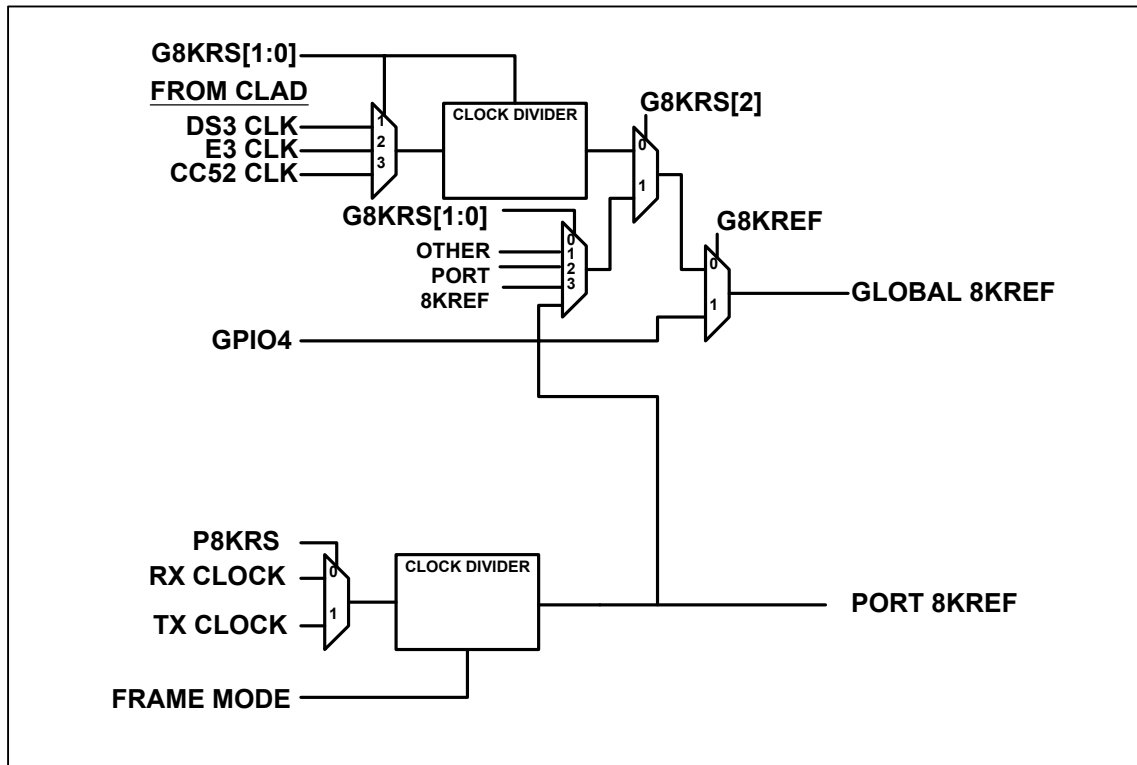 G8KRS[1:0]
FROM CLAD
DS3 CLK
E3 CLK
CC52 CLK
1
2
3
CLOCK DIVIDER
G8KRS[2]
0
1
G8KRS[1:0]
OTHER
PORT
8KREF
0
1
2
3
G8KREF
0
1
GLOBAL 8KREF
GPIO4
P8KRS
RX CLOCK
TX CLOCK
0
1
CLOCK DIVIDER
PORT 8KREF
FRAME MODE